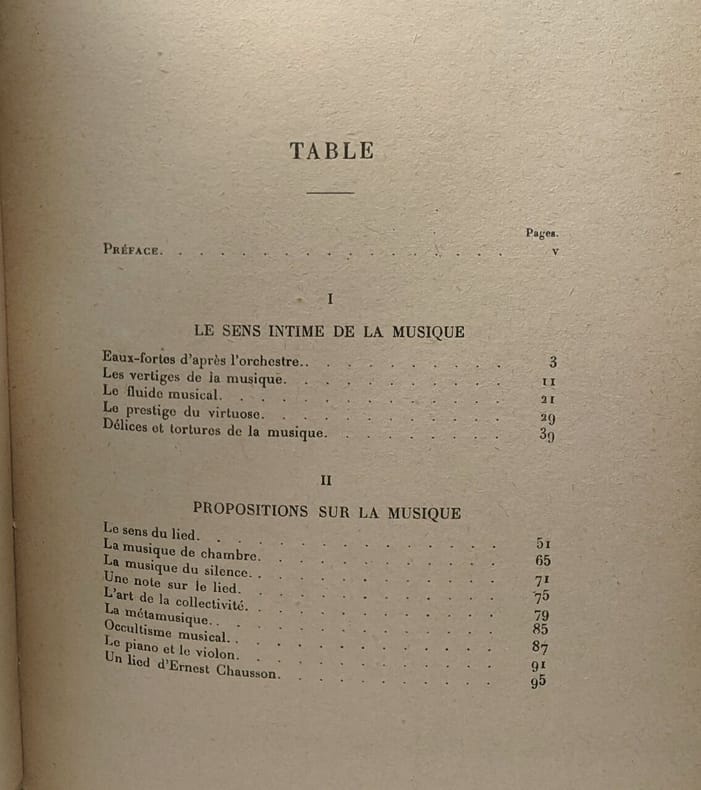 TABLE
Pages.
PRÉFACE. . . . . . . . . . . . . . . . v
I
LE SENS INTIME DE LA MUSIQUE
Eaux-fortes d'après l'orchestre. . . . . . . . . . 3
Les vertiges de la musique. . . . . . . . . . 11
Le fluide musical. . . . . . . . . . . . 21
Le prestige du virtuose. . . . . . . . . . . 29
Délices et tortures de la musique. . . . . . . . . 39
II
PROPOSITIONS SUR LA MUSIQUE
Le sens du lied. . . . . . . . . . . . 51
La musique de chambre. . . . . . . . . . 65
La musique du silence. . . . . . . . . . . 71
Une note sur le lied. . . . . . . . . . . 75
L'art de la collectivité. . . . . . . . . . . 79
La métamusique. . . . . . . . . . . . 85
Occultisme musical. . . . . . . . . . . 87
Le piano et le violon. . . . . . . . . . . 91
Un lied d'Ernest Chausson. . . . . . . . . 95